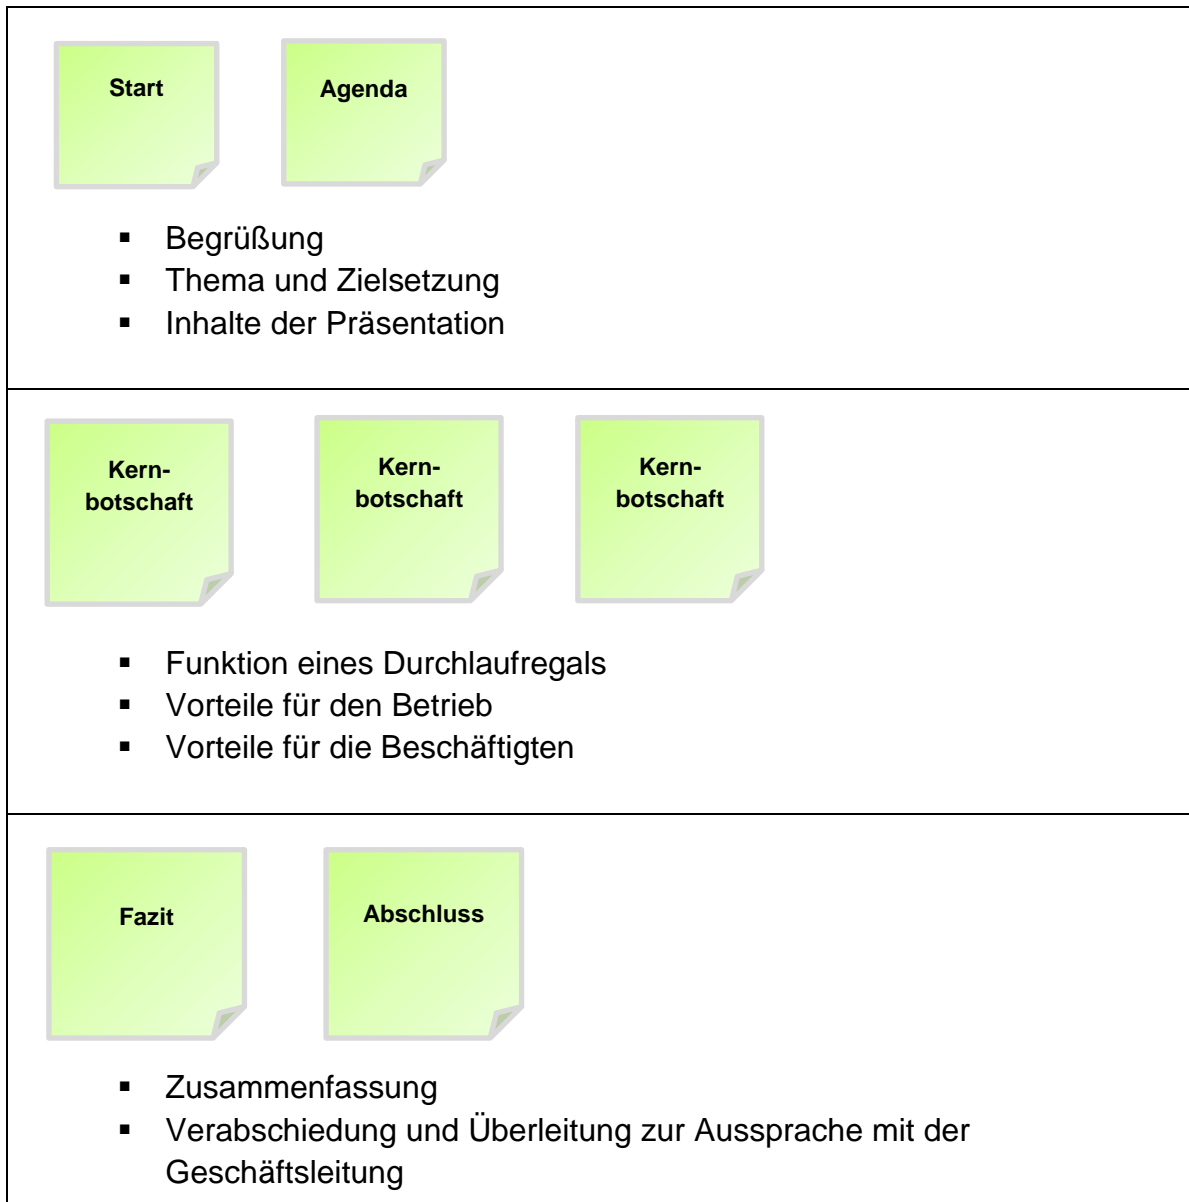 Start
Agenda
▪ Begrüßung
▪ Thema und Zielsetzung
▪ Inhalte der Präsentation
Kern-
botschaft
Kern-
botschaft
Kern-
botschaft
▪ Funktion eines Durchlaufregals
▪ Vorteile für den Betrieb
▪ Vorteile für die Beschäftigten
Fazit
Abschluss
▪ Zusammenfassung
▪ Verabschiedung und Überleitung zur Aussprache mit der
Geschäftsleitung